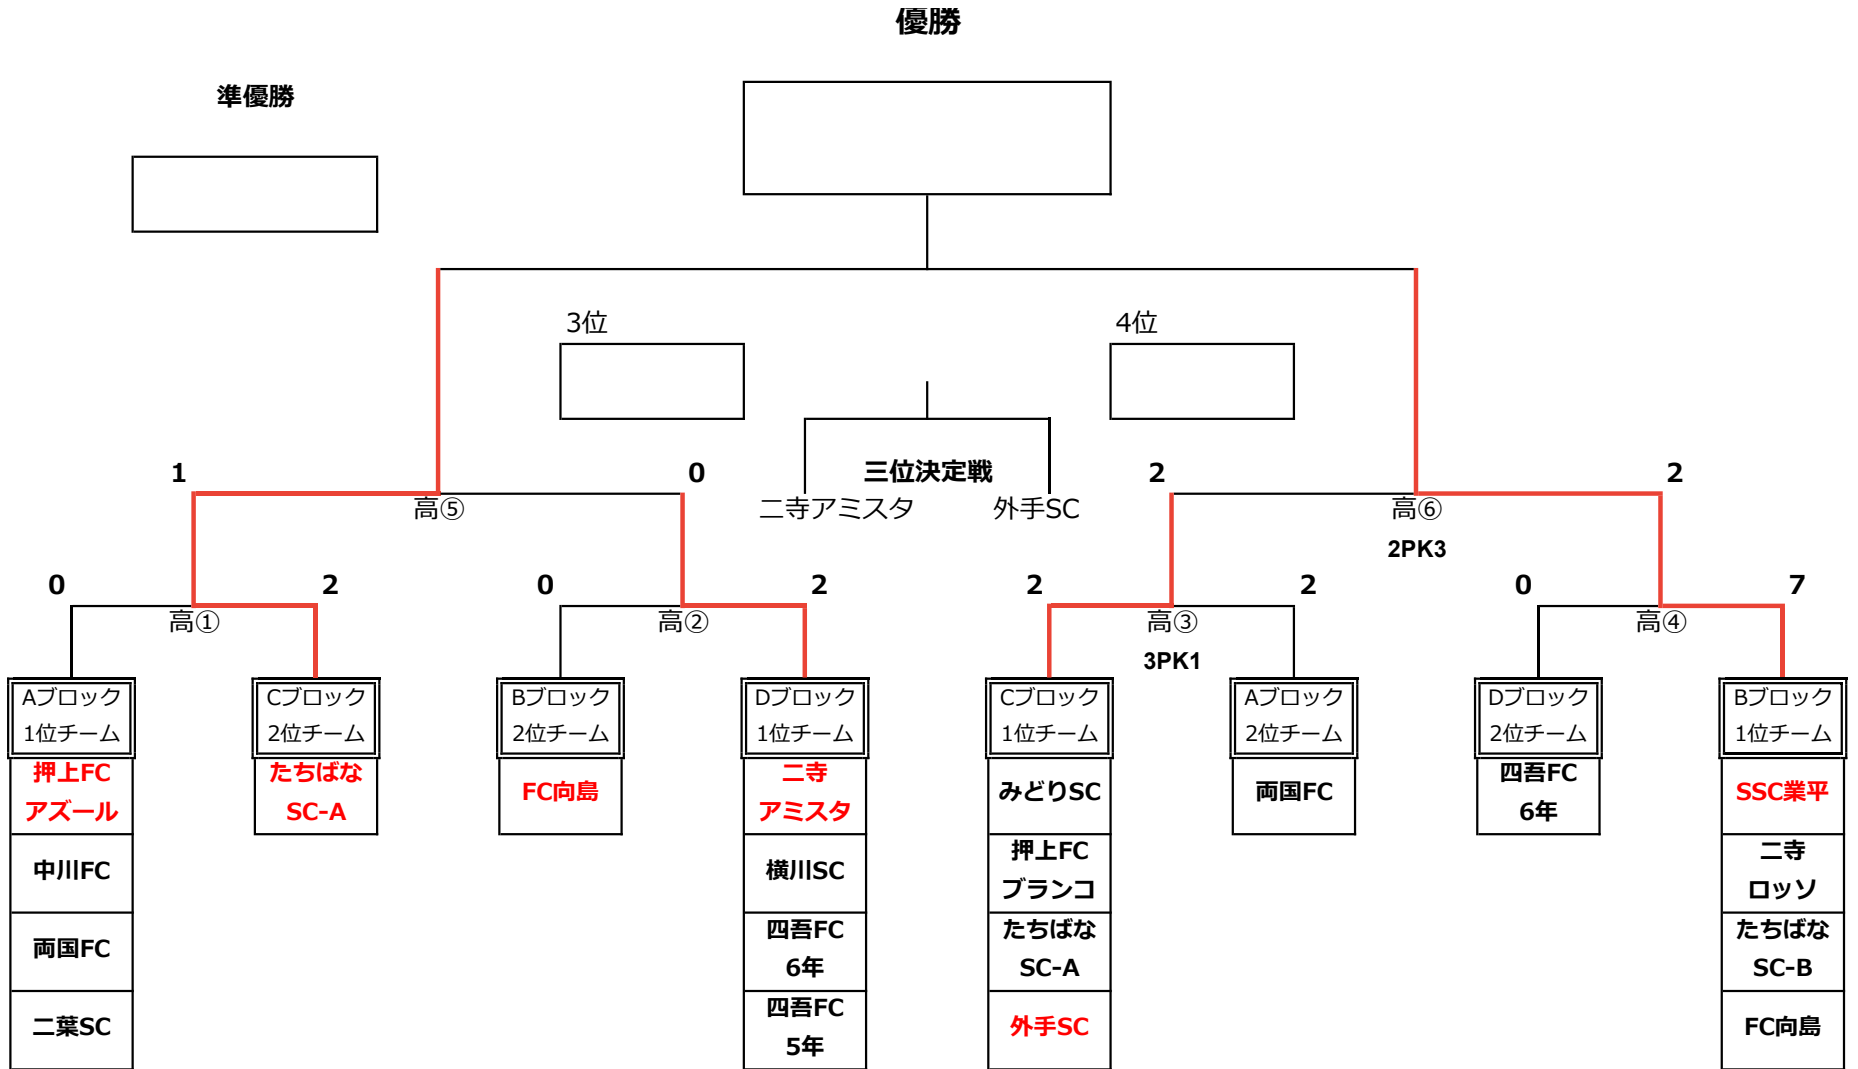 優勝
準優勝
3位
4位
1
0
三位決定戦
2
2
高⑤
二寺アミスタ
外手SC
高⑥
2PK3
0
2
0
2
2
2
0
7
高①
高②
高③
高④
3PK1
Aブロック
1位チーム
Cブロック
2位チーム
Bブロック
2位チーム
Dブロック
1位チーム
Cブロック
1位チーム
Aブロック
2位チーム
Dブロック
2位チーム
Bブロック
1位チーム
押上FC
アズール
たちばな
SC-A
FC向島
二寺
アミスタ
みどりSC
両国FC
四吾FC
6年
SSC業平
中川FC
横川SC
押上FC
ブランコ
二寺
ロッソ
両国FC
四吾FC
6年
たちばな
SC-A
たちばな
SC-B
二葉SC
四吾FC
5年
外手SC
FC向島